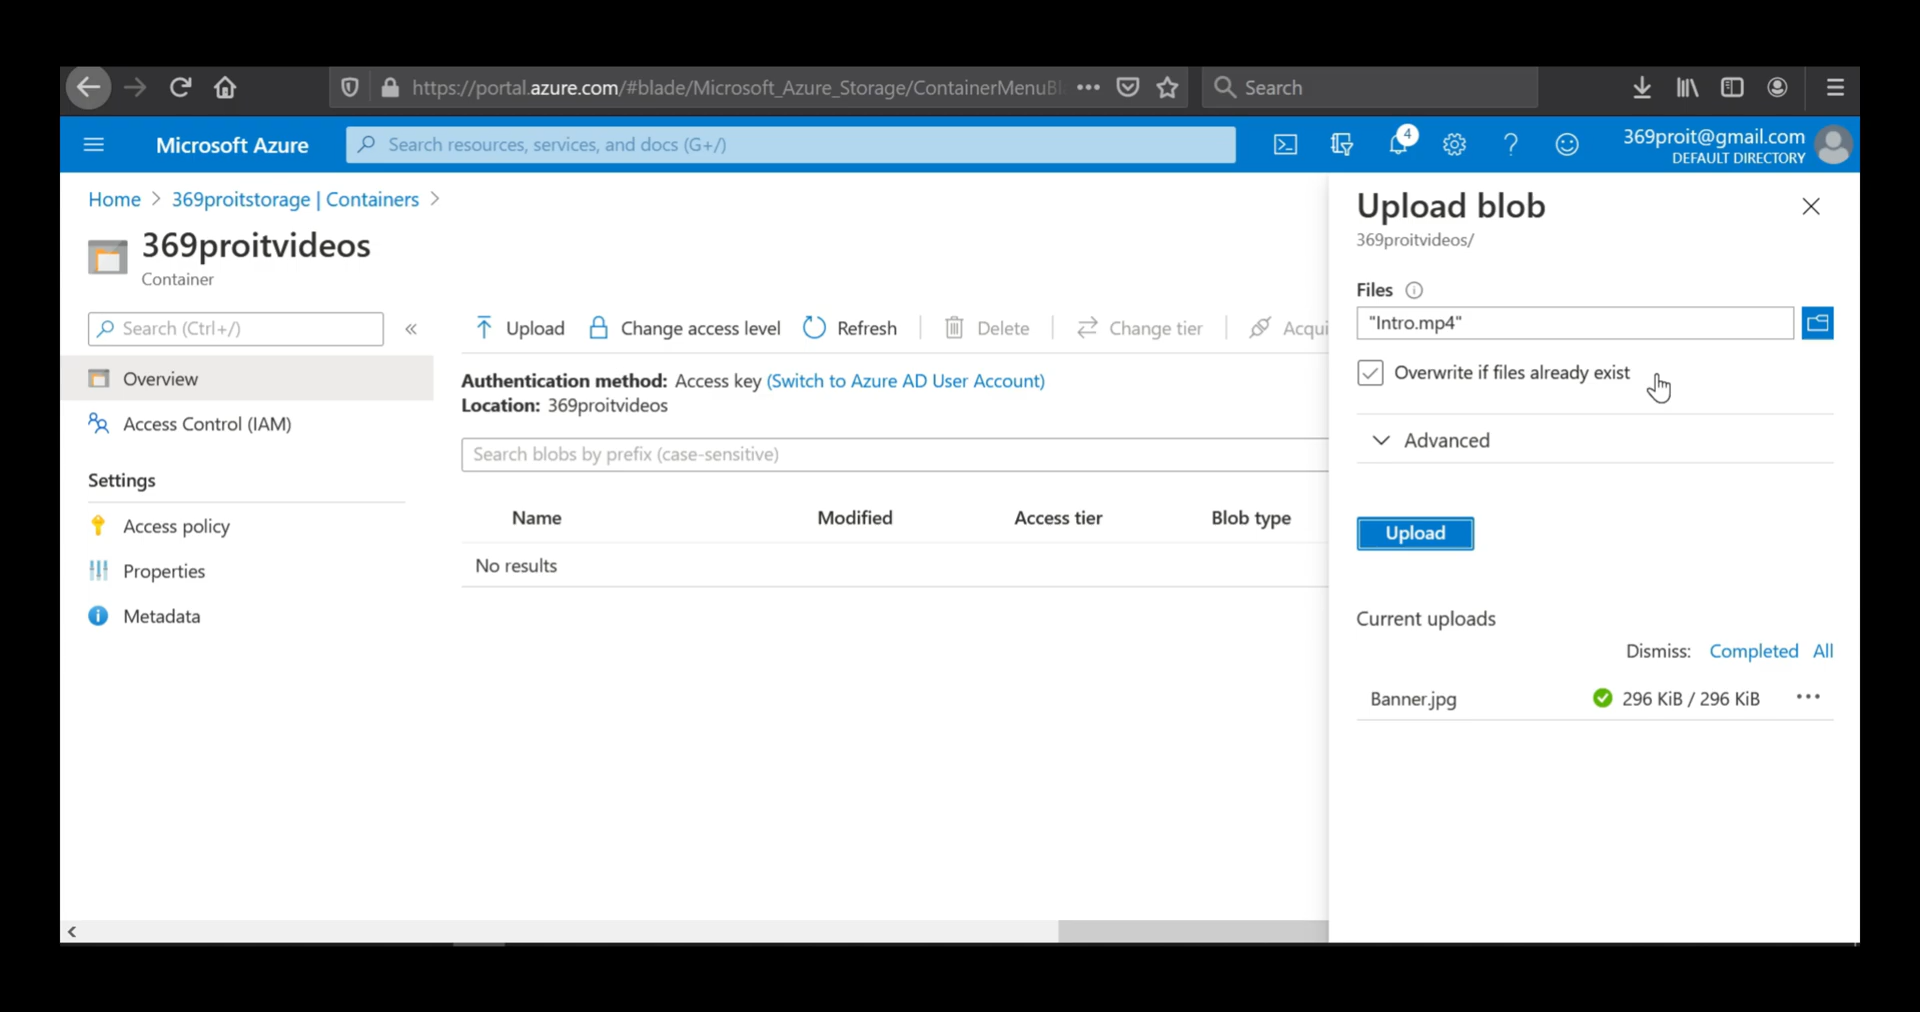 https://portal.azure.com/#blade/Microsoft_Azure_Storage/ContainerMenuBl
Search
Microsoft Azure
Search resources, services, and docs (G+/)
4
369proit@gmail.com
DEFAULT DIRECTORY
Home > 369proitstorage | Containers >
369proitvideos
Container
Search (Ctrl+/)
Overview
Access Control (IAM)
Settings
Access policy
Properties
Metadata
Upload
Change access level
Refresh
Delete
Change tier
Acqui
Authentication method: Access key (Switch to Azure AD User Account)
Location: 369proitvideos
Search blobs by prefix (case-sensitive)
Name Modified Access tier Blob type
No results
Upload blob
369proitvideos/
Files
"Intro.mp4"
Overwrite if files already exist
Advanced
Upload
Current uploads
Dismiss: Completed All
Banner.jpg 296 KiB / 296 KiB